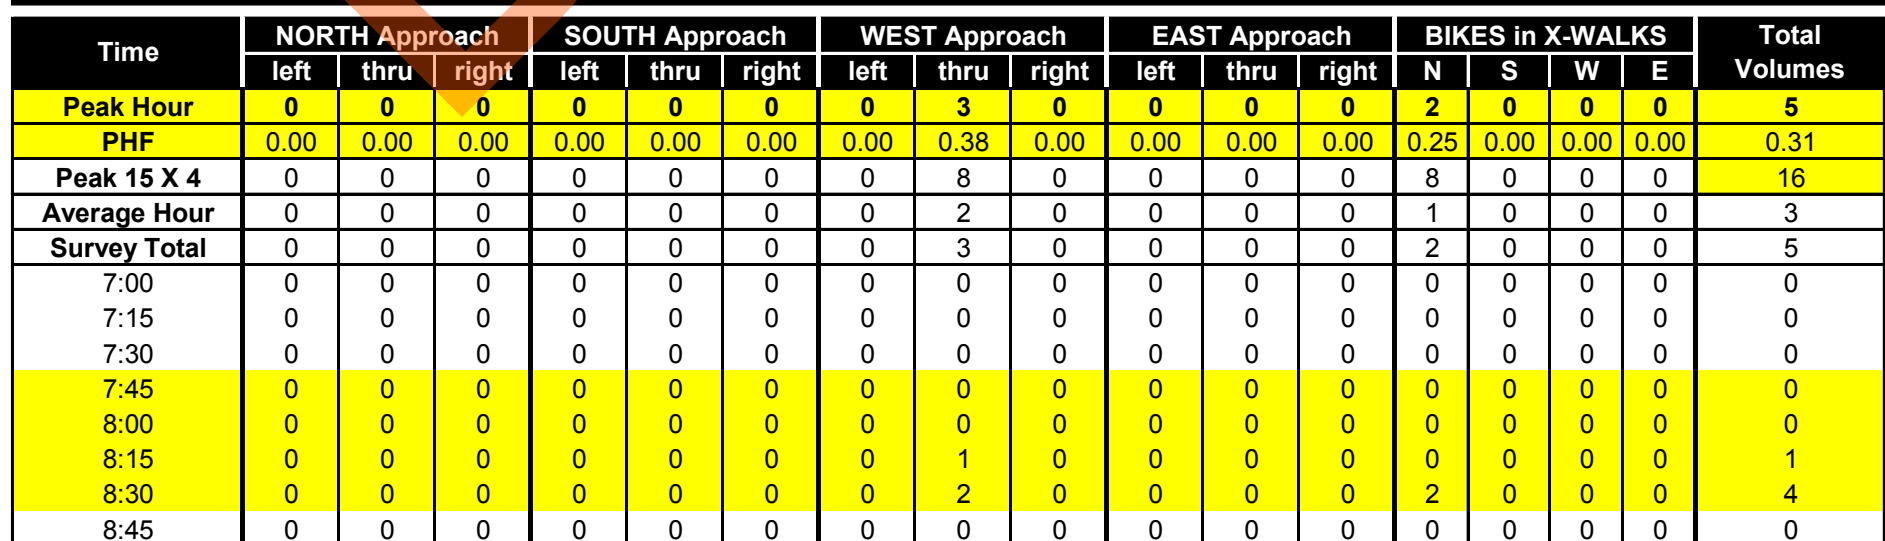 Time NORTH Approach SOUTH Approach WEST Approach EAST Approach BIKES in X-WALKS Total Volumes
left thru right left thru right left thru right left thru right N S W E
Peak Hour 0 0 0 0 0 0 0 3 0 0 0 0 2 0 0 0 5
PHF 0.00 0.00 0.00 0.00 0.00 0.00 0.00 0.38 0.00 0.00 0.00 0.00 0.25 0.00 0.00 0.00 0.31
Peak 15 X 4 0 0 0 0 0 0 0 8 0 0 0 0 8 0 0 0 16
Average Hour 0 0 0 0 0 0 0 2 0 0 0 0 1 0 0 0 3
Survey Total 0 0 0 0 0 0 0 3 0 0 0 0 2 0 0 0 5
7:00 0 0 0 0 0 0 0 0 0 0 0 0 0 0 0 0 0
7:15 0 0 0 0 0 0 0 0 0 0 0 0 0 0 0 0 0
7:30 0 0 0 0 0 0 0 0 0 0 0 0 0 0 0 0 0
7:45 0 0 0 0 0 0 0 0 0 0 0 0 0 0 0 0 0
8:00 0 0 0 0 0 0 0 0 0 0 0 0 0 0 0 0 0
8:15 0 0 0 0 0 0 0 1 0 0 0 0 0 0 0 0 1
8:30 0 0 0 0 0 0 0 2 0 0 0 0 2 0 0 0 4
8:45 0 0 0 0 0 0 0 0 0 0 0 0 0 0 0 0 0